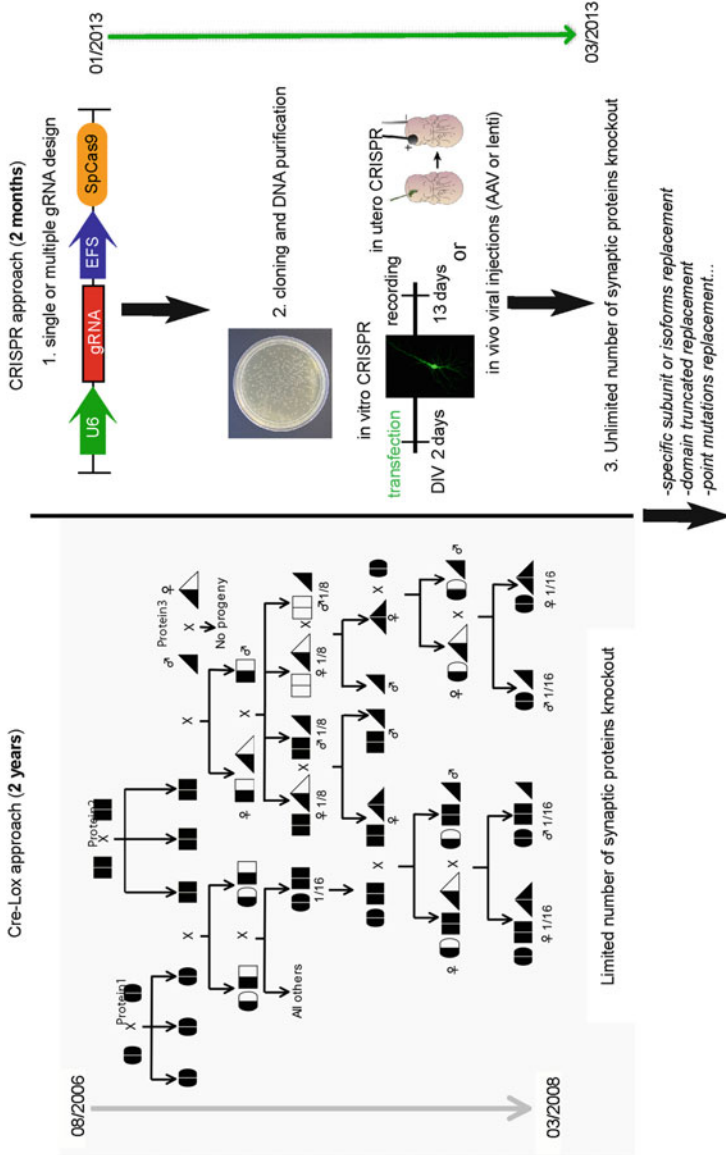 Cre-Lox approach (2 years)
08/2006
Protein1
X
Protein2
X
Protein3 ♀
♂
X
No progeny
X
X
♀
♂
X
X
All others
1/16
♀ 1/8
♂ 1/8
♀ 1/8
♂ 1/8
X
X
♀
♂
♂
♀
X
X
♀
♂
♀
♂
X
X
♀ 1/16
♂ 1/16
♂ 1/16
♀ 1/16
03/2008
Limited number of synaptic proteins knockout
CRISPR approach (2 months)
01/2013
1. single or multiple gRNA design
U6
gRNA
EFS
SpCas9
2. cloning and DNA purification
in vitro CRISPR
in utero CRISPR
transfection
recording
DIV 2 days
13 days
or
- +
in vivo viral injections (AAV or lenti)
3. Unlimited number of synaptic proteins knockout
03/2013
-specific subunit or isoforms replacement
-domain truncated replacement
-point mutations replacement...